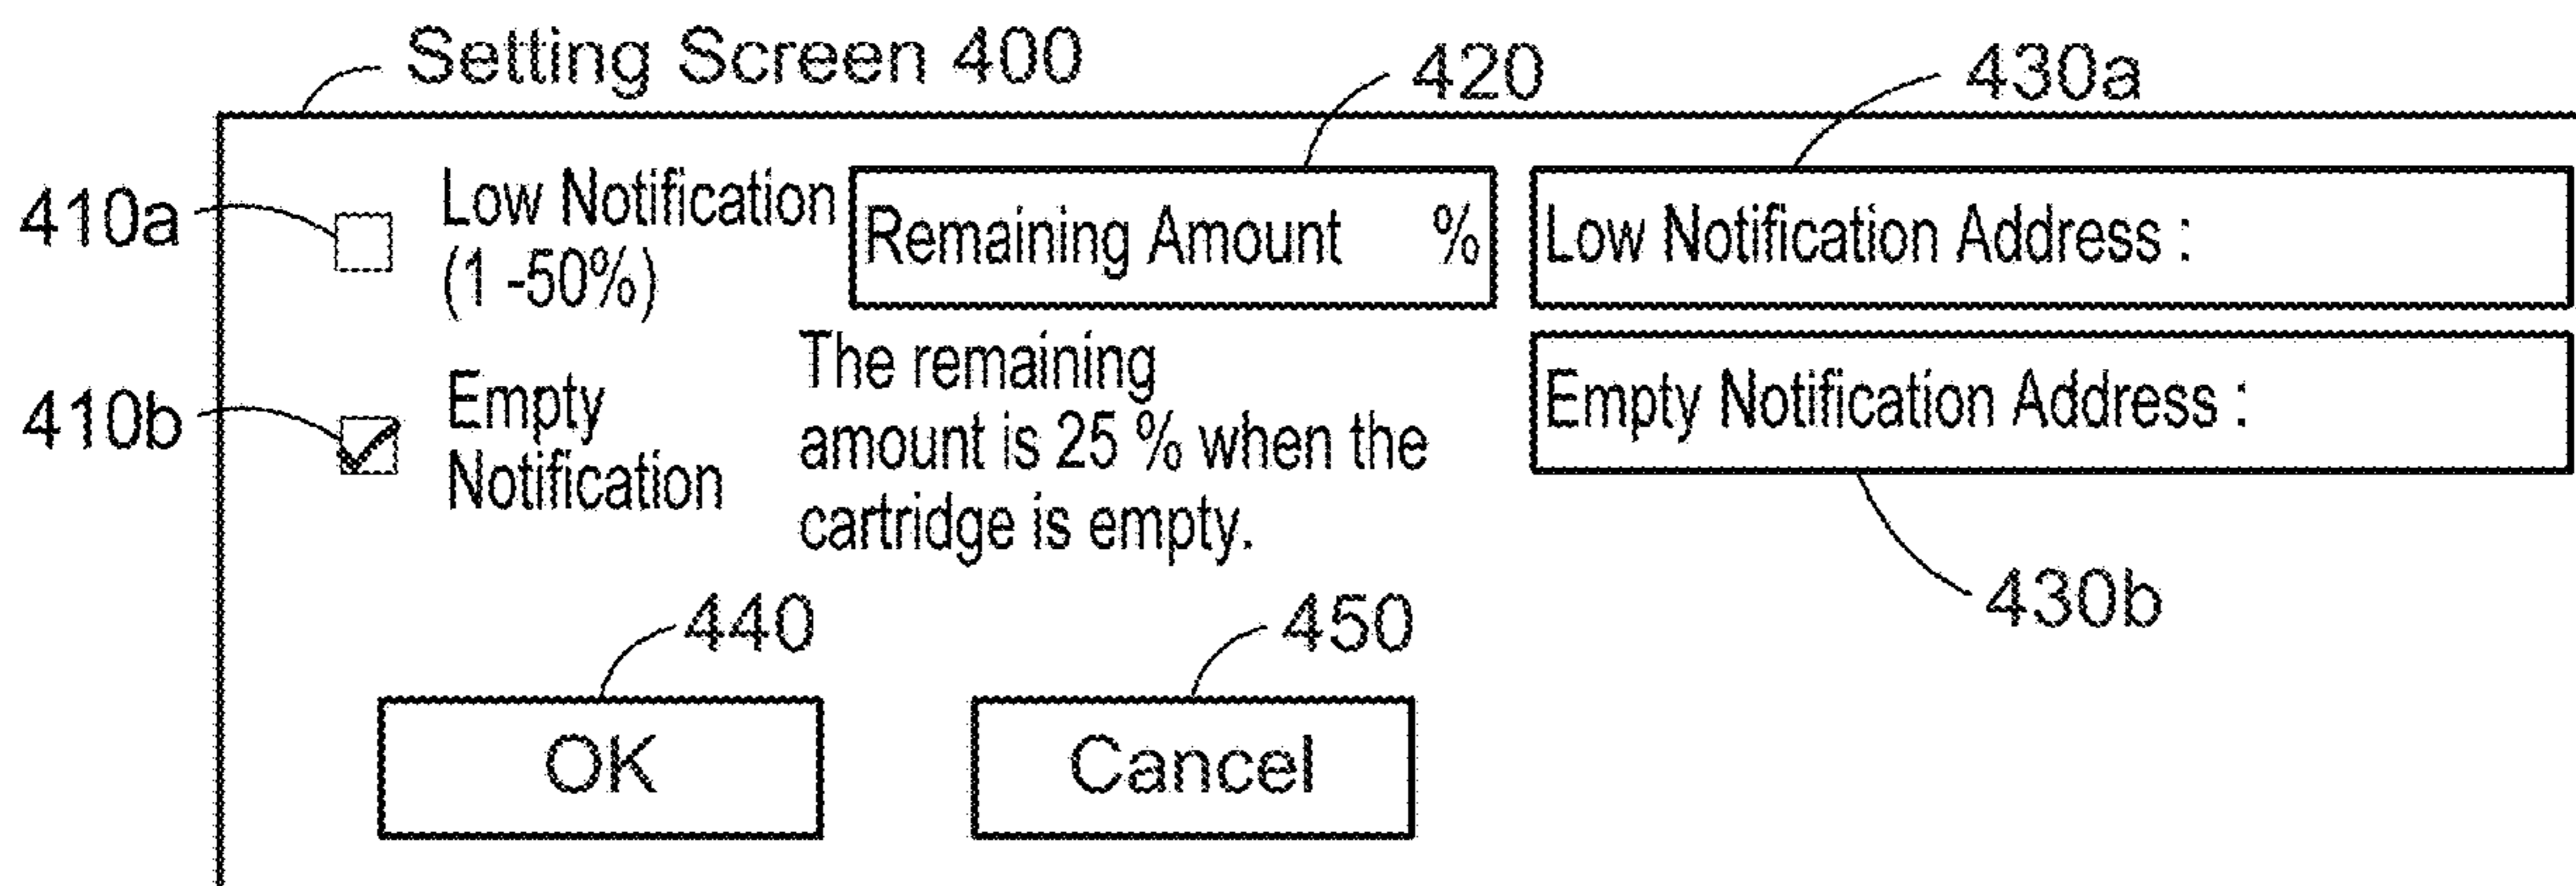 Setting Screen 400
420
430a
410a
Low Notification
(1 -50%)
Remaining Amount %
Low Notification Address :
410b
Empty
Notification
The remaining
amount is 25 % when the
cartridge is empty.
Empty Notification Address :
430b
440
450
OK
Cancel